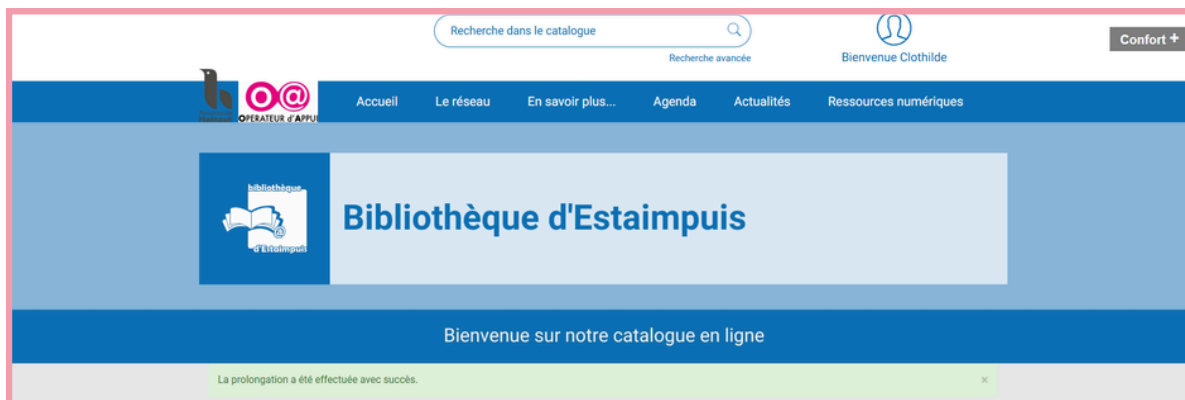 Recherche dans le catalogue
Recherche avancée
Bienvenue Clothilde
Confort +
O@
OPERATEUR d'APPUI
Accueil Le réseau En savoir plus... Agenda Actualités Ressources numériques
bibliothèque
d'Estaimpuis
Bibliothèque d'Estaimpuis
Bienvenue sur notre catalogue en ligne
La prolongation a été effectuée avec succès. ×